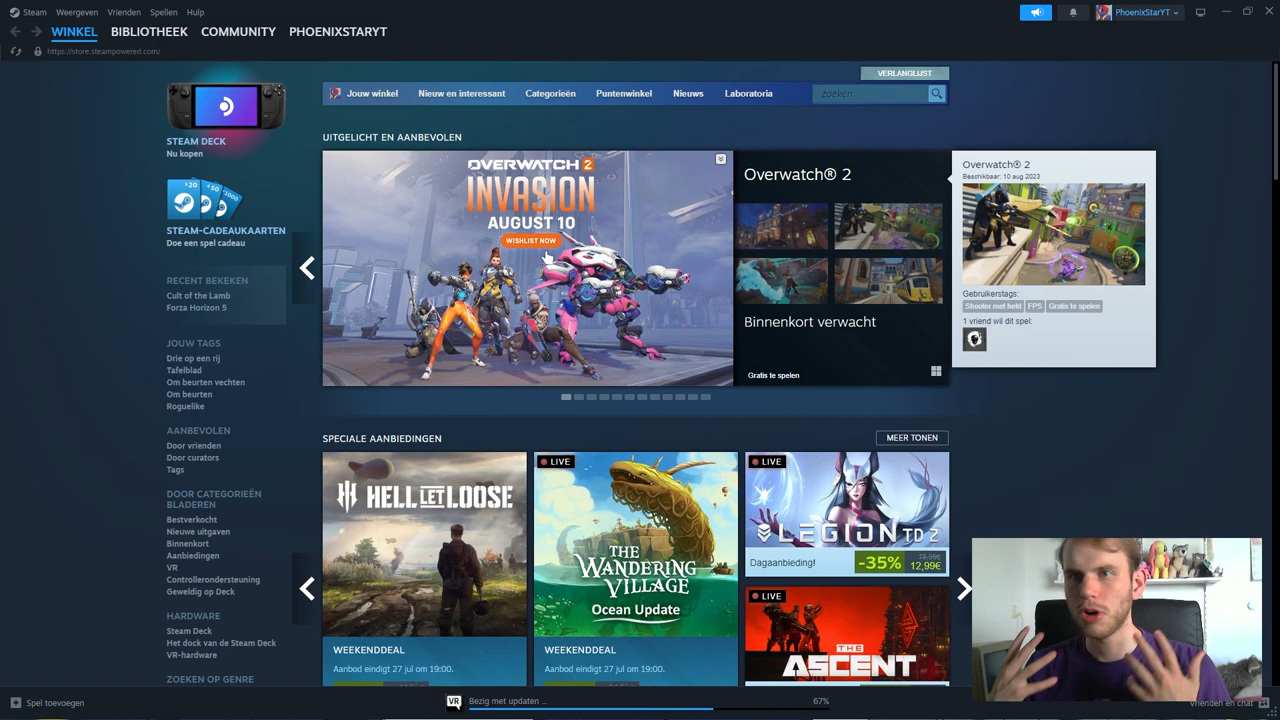 Steam Weergeven Vrienden Spellen Hulp
PhoenixStarYT
WINKEL BIBLIOTHEEK COMMUNITY PHOENIXSTARYT
https://store.steampowered.com/
VERLANGLIJST
Jouw winkel Nieuw en interessant Categorieën Puntenwinkel Nieuws Laboratoria zoeken
STEAM DECK
Nu kopen
STEAM-CADEAUKAARTEN
Doe een spel cadeau
RECENT BEKEKEN
Cult of the Lamb
Forza Horizon 5
JOUW TAGS
Drie op een rij
Tafelblad
Om beurten vechten
Om beurten
Roguelike
AANBEVOLEN
Door vrienden
Door curators
Tags
DOOR CATEGORIEËN
BLADEREN
Bestverkocht
Nieuwe uitgaven
Binnenkort
Aanbiedingen
VR
Controllerondersteuning
Geweldig op Deck
HARDWARE
Steam Deck
Het dock van de Steam Deck
VR-hardware
ZOEKEN OP GENRE
UITGELICHT EN AANBEVOLEN
OVERWATCH 2
INVASION
AUGUST 10
WISHLIST NOW
Overwatch® 2
Binnenkort verwacht
Gratis te spelen
Overwatch® 2
Beschikbaar: 10 aug 2023
Gebruikerstags:
Shooter met held FPS Gratis te spelen
1 vriend wil dit spel:
SPECIALE AANBIEDINGEN
MEER TONEN
HELL LET LOOSE
WEEKENDDEAL
Aanbod eindigt 27 jul om 19:00.
LIVE
THE
WANDERING
VILLAGE
Ocean Update
WEEKENDDEAL
Aanbod eindigt 27 jul om 19:00.
LIVE
LEGION TD 2
Dagaanbieding! -35% 19,99€ 12,99€
LIVE
THE
ASCENT
Spel toevoegen
VR Bezig met updaten ... 67%
Vrienden en chat